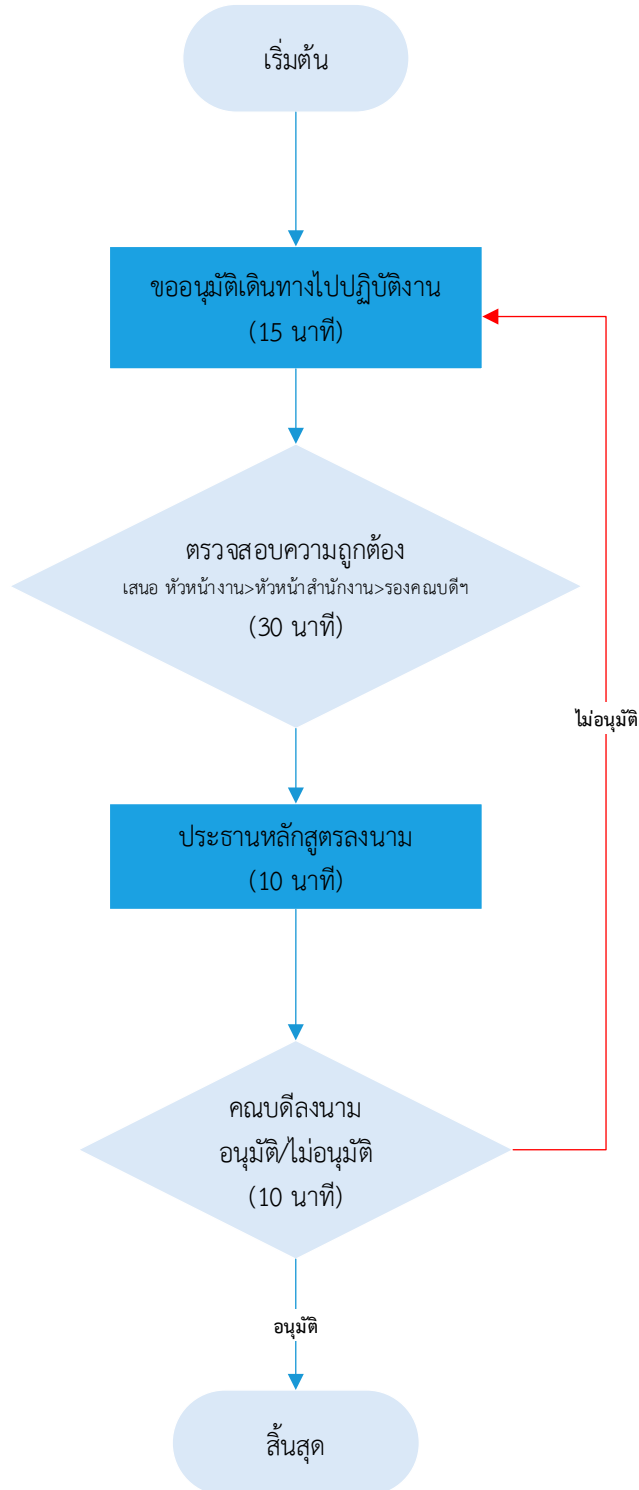 เริ่มต้น
ขออนุมัติเดินทางไปปฏิบัติงาน
(15 นาที)
ตรวจสอบความถูกต้อง
เสนอ หัวหน้างาน>หัวหน้าสำนักงาน>รองคณบดีฯ
(30 นาที)
ไม่อนุมัติ
ประธานหลักสูตรลงนาม
(10 นาที)
คณบดีลงนาม
อนุมัติ/ไม่อนุมัติ
(10 นาที)
อนุมัติ
สิ้นสุด